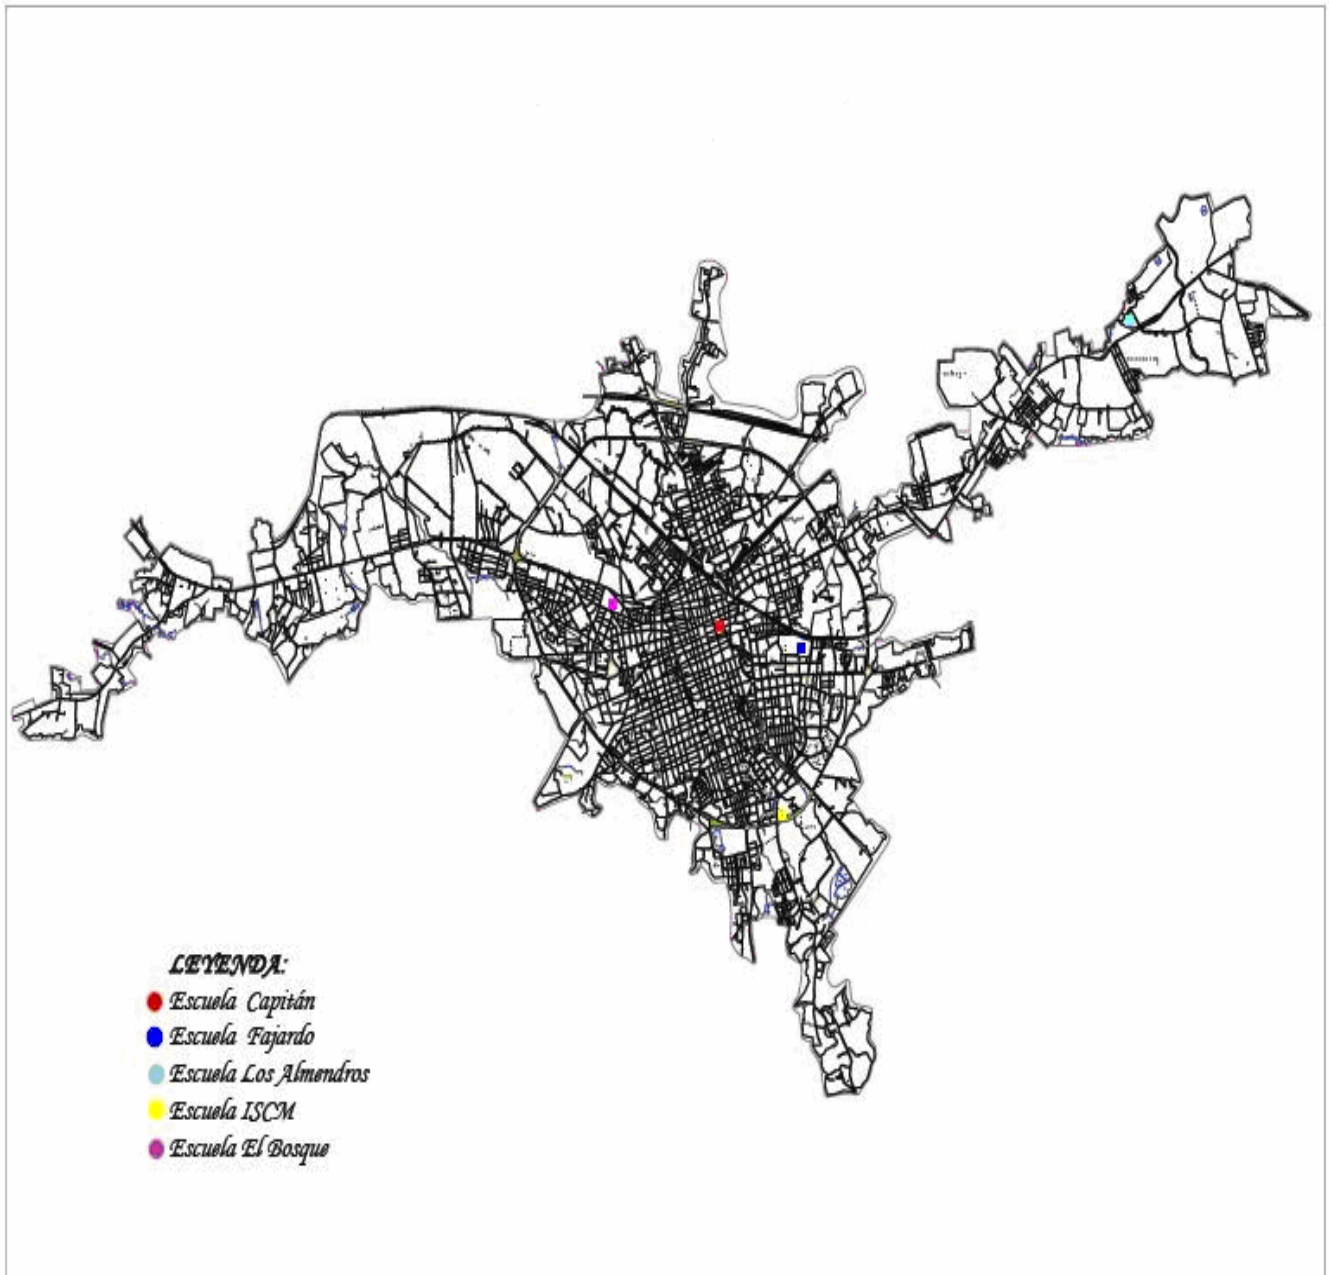 LEYENDA:
Escuela Capitán
Escuela Fajardo
Escuela Los Almendros
Escuela ISCM
Escuela El Bosque